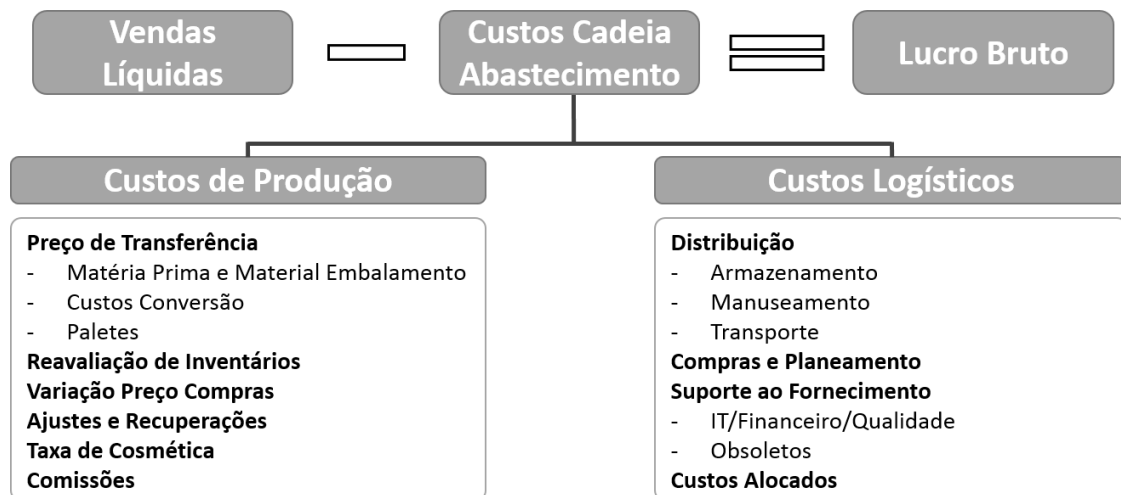 Vendas
Líquidas
Custos Cadeia
Abastecimento
Lucro Bruto
Custos de Produção
Preço de Transferência
- Matéria Prima e Material Embalamento
- Custos Conversão
- Paletes
Reavaliação de Inventários
Variação Preço Compras
Ajustes e Recuperações
Taxa de Cosmética
Comissões
Custos Logísticos
Distribuição
- Armazenamento
- Manuseamento
- Transporte
Compras e Planeamento
Suporte ao Fornecimento
- IT/Financeiro/Qualidade
- Obsoletos
Custos Alocados